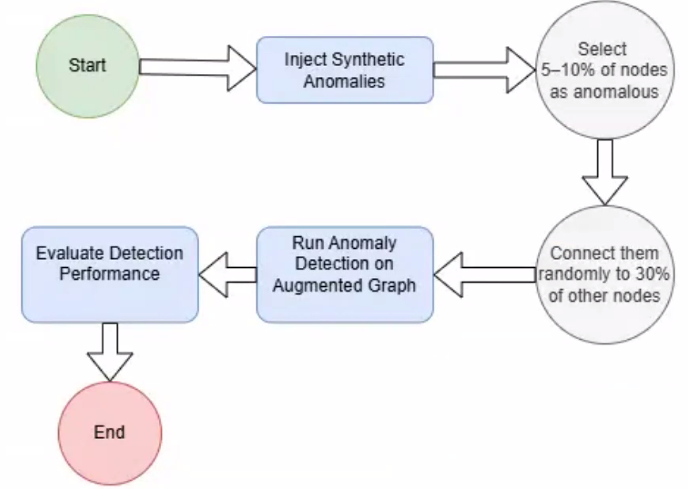 Start
Inject Synthetic
Anomalies
Select
5–10% of nodes
as anomalous
Connect them
randomly to 30%
of other nodes
Run Anomaly
Detection on
Augmented Graph
Evaluate Detection
Performance
End